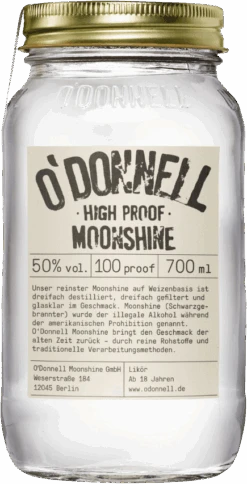 O'DONNELL
O'DONNELL
· HIGH PROOF ·
MOONSHINE
50% vol. 100 proof 700 ml
Unser reinster Moonshine auf Weizenbasis ist
dreifach destilliert, dreifach gefiltert und
glasklar im Geschmack. Moonshine (Schwarzge-
brannter) wurde der illegale Alkohol während
der amerikanischen Prohibition genannt.
O'Donnell Moonshine bringt den Geschmack der
alten Zeit zurück - durch reine Rohstoffe und
traditionelle Verarbeitungsmethoden.
O'Donnell Moonshine GmbH
Weserstraße 184
12045 Berlin
Likör
Ab 18 Jahren
www.odonnell.de